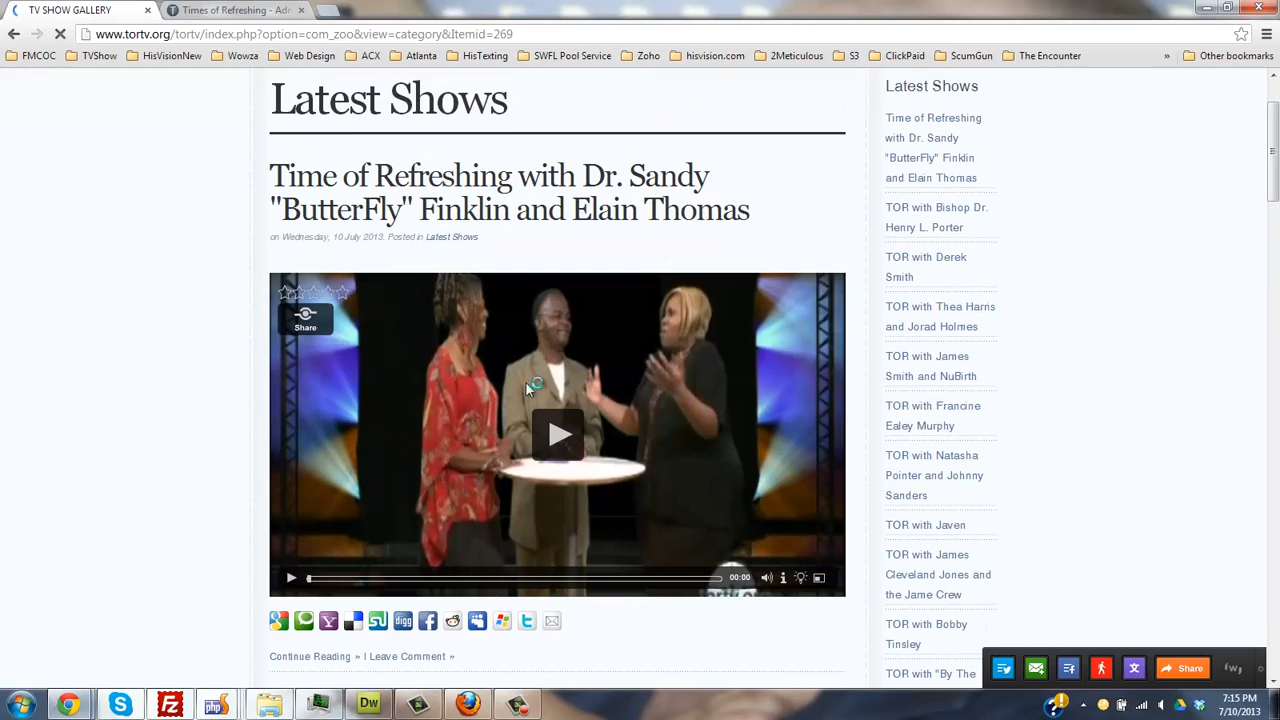 TV SHOW GALLERY
Times of Refreshing - Adr
www.tortv.org/tortv/index.php?option=com_zoo&view=category&Itemid=269
FMCOC TVShow HisVisionNew Wowza Web Design ACX Atlanta HisTexting SWFL Pool Service Zoho hisvision.com 2Meticulous S3 ClickPaid ScumGun The Encounter » Other bookmarks
Latest Shows
Time of Refreshing with Dr. Sandy
"ButterFly" Finklin and Elain Thomas
on Wednesday, 10 July 2013. Posted in Latest Shows
Share
00:00
Continue Reading » | Leave Comment »
Latest Shows
Time of Refreshing
with Dr. Sandy
"ButterFly" Finklin
and Elain Thomas
TOR with Bishop Dr.
Henry L. Porter
TOR with Derek
Smith
TOR with Thea Harris
and Jorad Holmes
TOR with James
Smith and NuBirth
TOR with Francine
Ealey Murphy
TOR with Natasha
Pointer and Johnny
Sanders
TOR with Javen
TOR with James
Cleveland Jones and
the Jame Crew
TOR with Bobby
Tinsley
TOR with "By The
Share
7:15 PM
7/10/2013